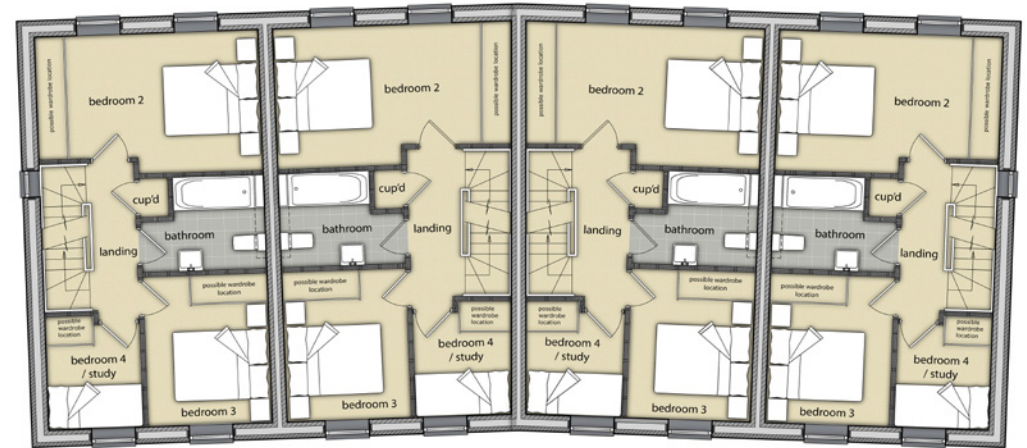 possible wardrobe location
bedroom 2
bedroom 2
possible wardrobe location
possible wardrobe location
bedroom 2
bedroom 2
possible wardrobe location
cup'd
cup'd
cup'd
cup'd
landing
bathroom
bathroom
landing
landing
bathroom
bathroom
landing
possible wardrobe
location
possible wardrobe
location
possible wardrobe
location
possible wardrobe
location
possible
wardrobe
location
possible
wardrobe
location
possible
wardrobe
location
possible
wardrobe
location
bedroom 4
/ study
bedroom 4
/ study
bedroom 4
/ study
bedroom 4
/ study
bedroom 3
bedroom 3
bedroom 3
bedroom 3